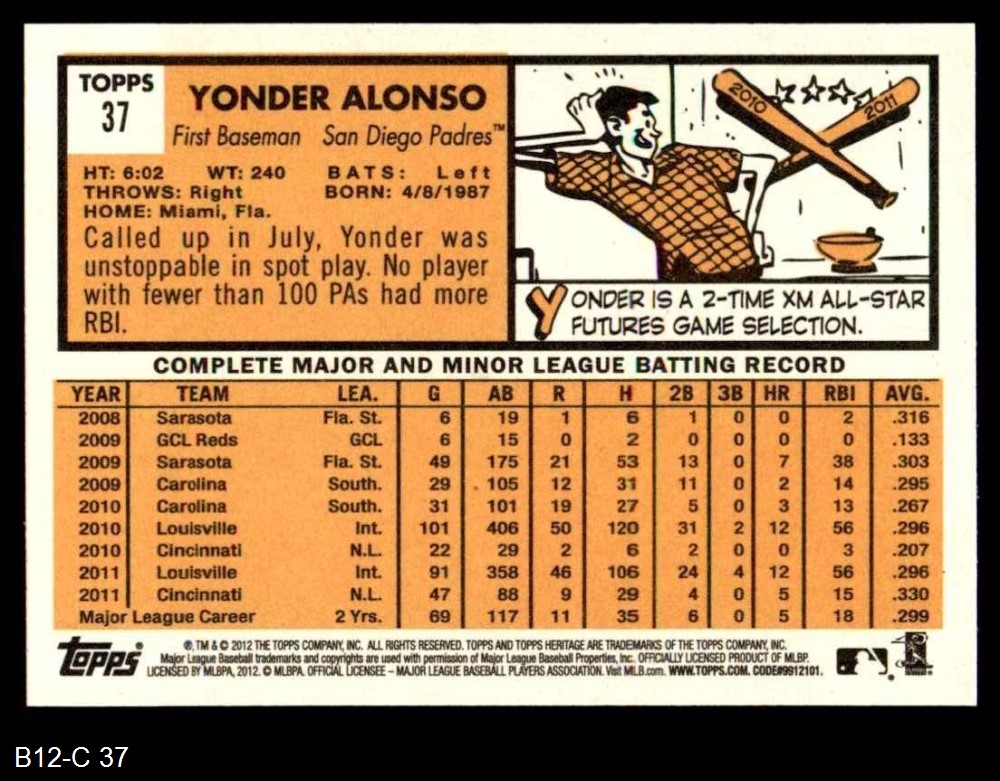 TOPPS
37
YONDER ALONSO
First Baseman San Diego Padres™
HT: 6:02 WT: 240 BATS: Left
THROWS: Right BORN: 4/8/1987
HOME: Miami, Fla.
Called up in July, Yonder was
unstoppable in spot play. No player
with fewer than 100 PAs had more
RBI.
2010
2011
YONDER IS A 2-TIME XM ALL-STAR
FUTURES GAME SELECTION.
COMPLETE MAJOR AND MINOR LEAGUE BATTING RECORD
YEAR TEAM LEA. G AB R H 2B 3B HR RBI AVG.
2008 Sarasota Fla. St. 6 19 1 6 1 0 0 2 .316
2009 GCL Reds GCL 6 15 0 2 0 0 0 0 .133
2009 Sarasota Fla. St. 49 175 21 53 13 0 7 38 .303
2009 Carolina South. 29 105 12 31 11 0 2 14 .295
2010 Carolina South. 31 101 19 27 5 0 3 13 .267
2010 Louisville Int. 101 406 50 120 31 2 12 56 .296
2010 Cincinnati N.L. 22 29 2 6 2 0 0 3 .207
2011 Louisville Int. 91 358 46 106 24 4 12 56 .296
2011 Cincinnati N.L. 47 88 9 29 4 0 5 15 .330
Major League Career 2 Yrs. 69 117 11 35 6 0 5 18 .299
Topps®
®, TM & © 2012 THE TOPPS COMPANY, INC. ALL RIGHTS RESERVED. TOPPS AND TOPPS HERITAGE ARE TRADEMARKS OF THE TOPPS COMPANY, INC.
Major League Baseball trademarks and copyrights are used with permission of Major League Baseball Properties, Inc. OFFICIALLY LICENSED PRODUCT OF MLBP.
LICENSED BY MLBPA, 2012. © MLBPA. OFFICIAL LICENSEE – MAJOR LEAGUE BASEBALL PLAYERS ASSOCIATION. Visit MLB.com. WWW.TOPPS.COM. CODE#9912101.
B12-C 37